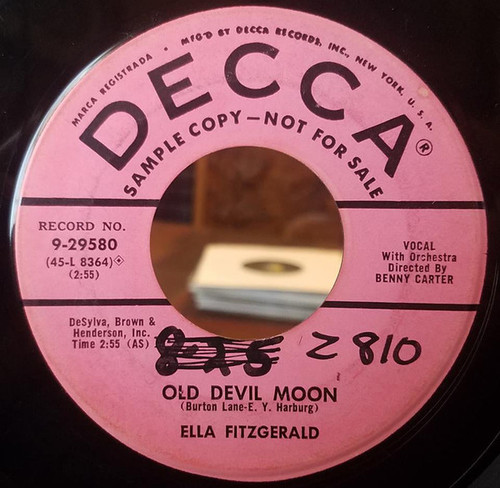 MARCA REGISTRADA • MF'G'D BY DECCA RECORDS, INC., NEW YORK, U. S. A.
DECCA®
SAMPLE COPY—NOT FOR SALE
RECORD NO.
9-29580
(45-L 8364)◊
(2:55)
VOCAL
With Orchestra
Directed By
BENNY CARTER
DeSylva, Brown &
Henderson, Inc.
Time 2:55 (AS)
Z 810
OLD DEVIL MOON
(Burton Lane-E. Y. Harburg)
ELLA FITZGERALD